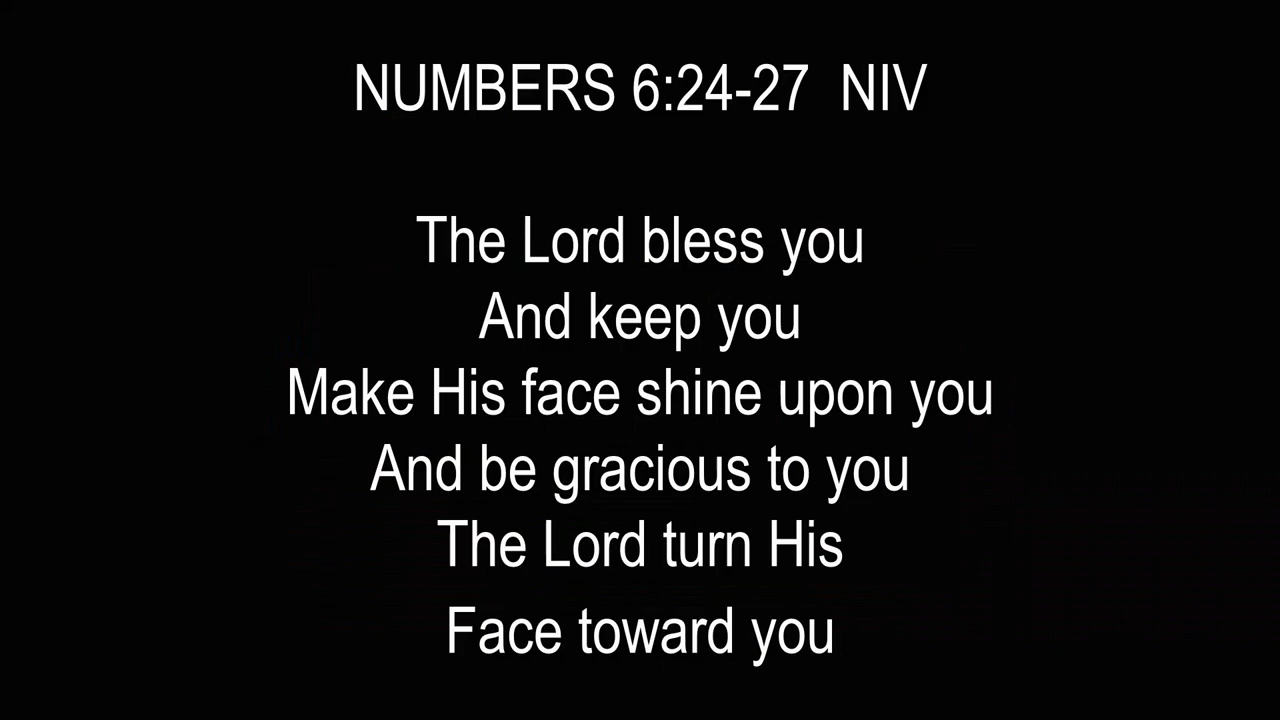 NUMBERS 6:24-27 NIV
The Lord bless you
And keep you
Make His face shine upon you
And be gracious to you
The Lord turn His
Face toward you